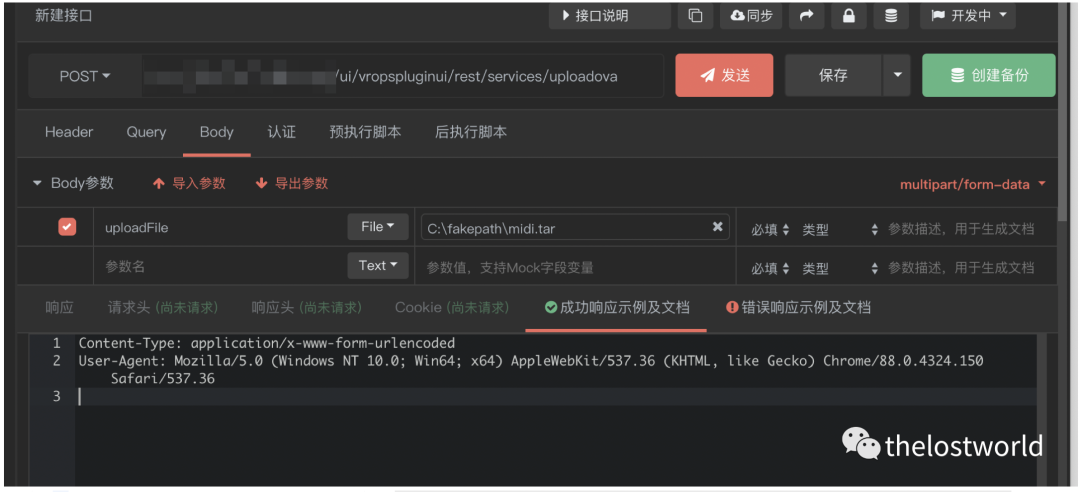 新建接口 接口说明 同步 开发中
POST /ui/vropspluginui/rest/services/uploadova 发送 保存 创建备份
Header Query Body 认证 预执行脚本 后执行脚本
Body参数 导入参数 导出参数 multipart/form-data
uploadFile File C:\fakepath\midi.tar 必填 类型 参数描述，用于生成文档
参数名 Text 参数值，支持Mock字段变量 必填 类型 参数描述，用于生成文档
响应 请求头 (尚未请求) 响应头 (尚未请求) Cookie (尚未请求) 成功响应示例及文档 错误响应示例及文档
1 Content-Type: application/x-www-form-urlencoded
2 User-Agent: Mozilla/5.0 (Windows NT 10.0; Win64; x64) AppleWebKit/537.36 (KHTML, like Gecko) Chrome/88.0.4324.150
Safari/537.36
3
thelostworld